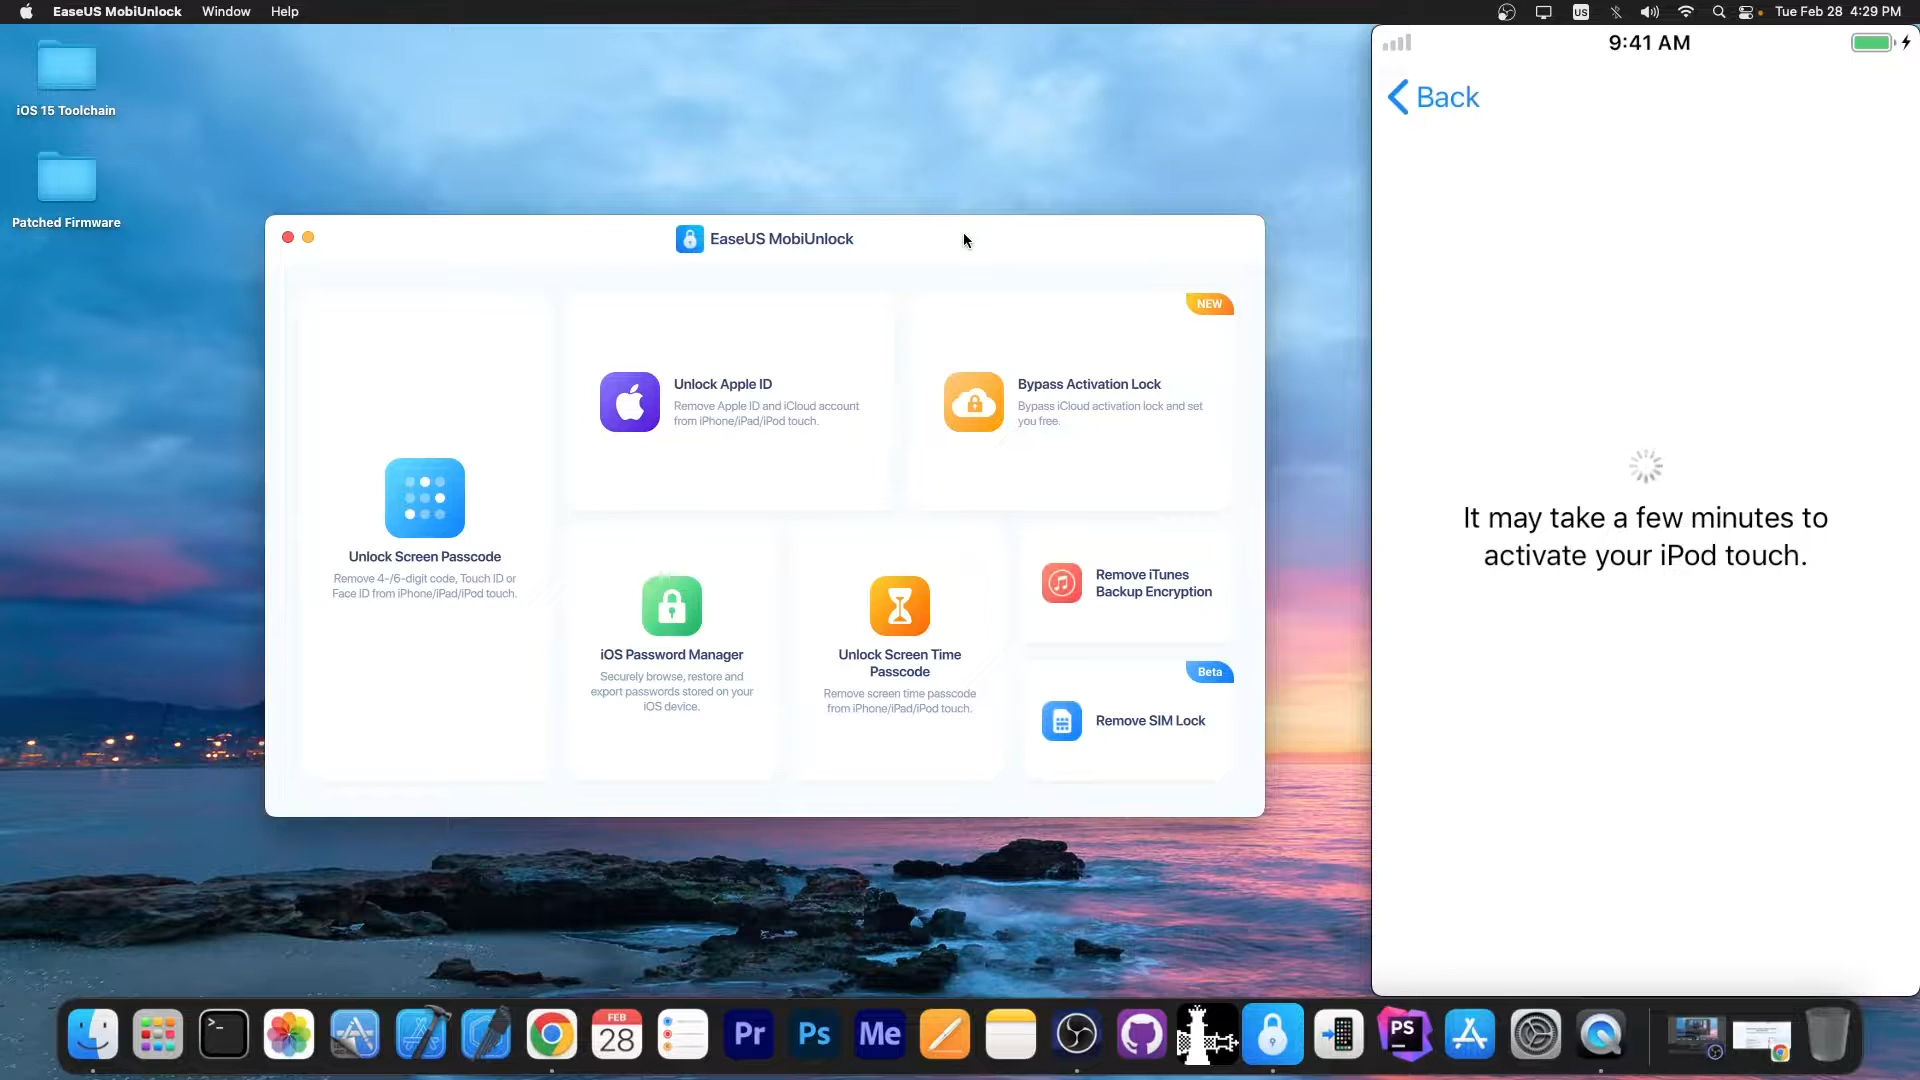 EaseUS MobiUnlock Window Help
US
Tue Feb 28 4:29 PM
iOS 15 Toolchain
Patched Firmware
EaseUS MobiUnlock
Unlock Screen Passcode
Remove 4-/6-digit code, Touch ID or
Face ID from iPhone/iPad/iPod touch.
Unlock Apple ID
Remove Apple ID and iCloud account
from iPhone/iPad/iPod touch.
NEW
Bypass Activation Lock
Bypass iCloud activation lock and set
you free.
iOS Password Manager
Securely browse, restore and
export passwords stored on your
iOS device.
Unlock Screen Time
Passcode
Remove screen time passcode
from iPhone/iPad/iPod touch.
Remove iTunes
Backup Encryption
Beta
Remove SIM Lock
9:41 AM
Back
It may take a few minutes to
activate your iPod touch.
>_
FEB
28
Pr
Ps
Me
PS